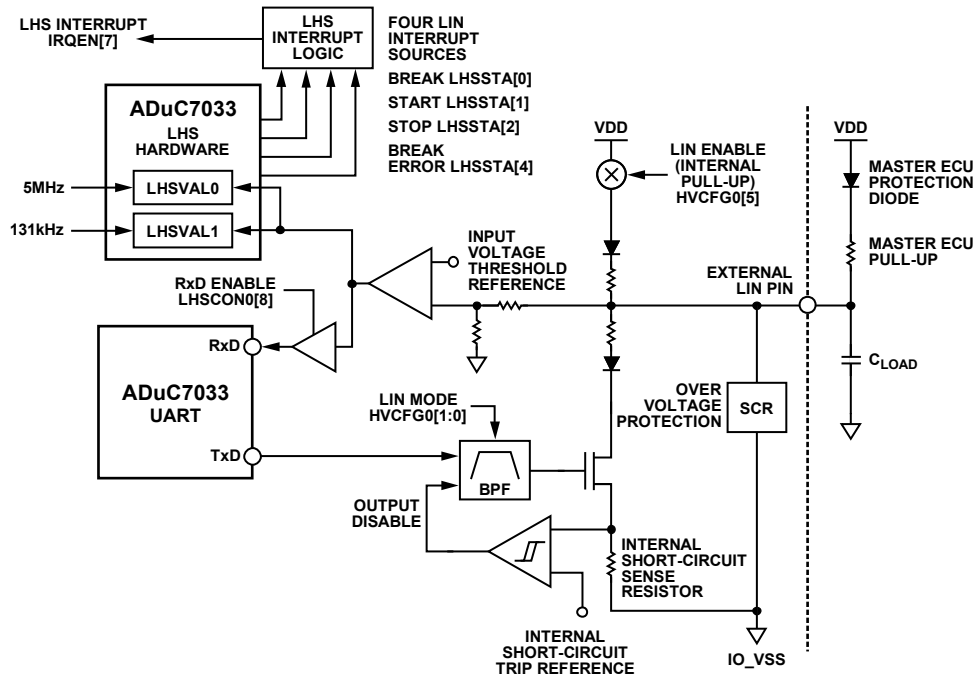 LHS INTERRUPT
IRQEN[7]
LHS
INTERRUPT
LOGIC
FOUR LIN
INTERRUPT
SOURCES
BREAK LHSSTA[0]
START LHSSTA[1]
STOP LHSSTA[2]
BREAK
ERROR LHSSTA[4]
ADuC7033
LHS
HARDWARE
5MHz
LHSVAL0
131kHz
LHSVAL1
VDD
LIN ENABLE
(INTERNAL
PULL-UP)
HVCFG0[5]
VDD
MASTER ECU
PROTECTION
DIODE
MASTER ECU
PULL-UP
INPUT
VOLTAGE
THRESHOLD
REFERENCE
EXTERNAL
LIN PIN
RxD ENABLE
LHSCON0[8]
RxD
ADuC7033
UART
TxD
CLOAD
OVER
VOLTAGE
PROTECTION
SCR
LIN MODE
HVCFG0[1:0]
BPF
OUTPUT
DISABLE
INTERNAL
SHORT-CIRCUIT
SENSE
RESISTOR
INTERNAL
SHORT-CIRCUIT
TRIP REFERENCE
IO_VSS